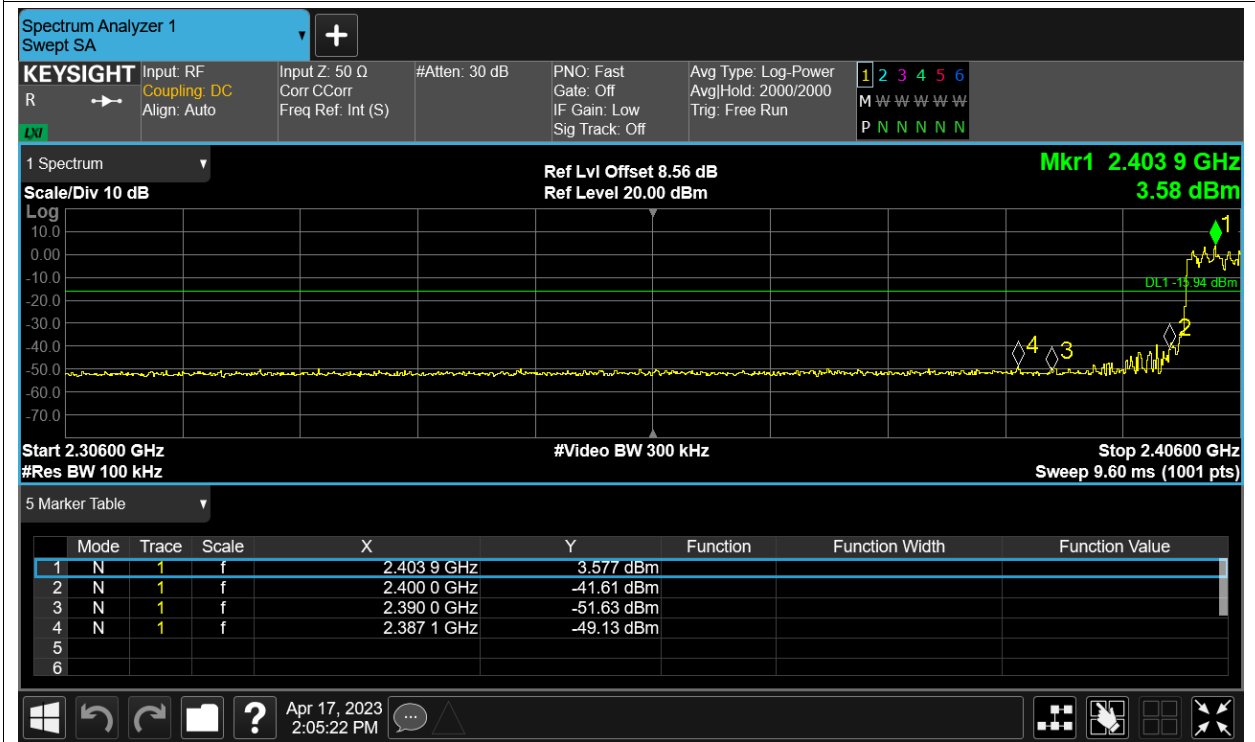 Spectrum Analyzer 1
Swept SA
+
KEYSIGHT Input: RF Input Z: 50 Ω #Atten: 30 dB PNO: Fast Avg Type: Log-Power 1 2 3 4 5 6
R Coupling: DC Corr CCorr Gate: Off Avg|Hold: 2000/2000 M W W W W W
Align: Auto Freq Ref: Int (S) IF Gain: Low Trig: Free Run
LXI Sig Track: Off P N N N N N
1 Spectrum Ref Lvl Offset 8.56 dB Mkr1 2.403 9 GHz
Scale/Div 10 dB Ref Level 20.00 dBm 3.58 dBm
Log
1
10.0
0.00
-10.0
DL1 -15.94 dBm
-20.0
-30.0
2
-40.0
4 3
-50.0
-60.0
-70.0
Start 2.30600 GHz #Video BW 300 kHz Stop 2.40600 GHz
#Res BW 100 kHz Sweep 9.60 ms (1001 pts)
5 Marker Table
Mode Trace Scale X Y Function Function Width Function Value
1 N 1 f 2.403 9 GHz 3.577 dBm
2 N 1 f 2.400 0 GHz -41.61 dBm
3 N 1 f 2.390 0 GHz -51.63 dBm
4 N 1 f 2.387 1 GHz -49.13 dBm
5
6
? Apr 17, 2023
2:05:22 PM